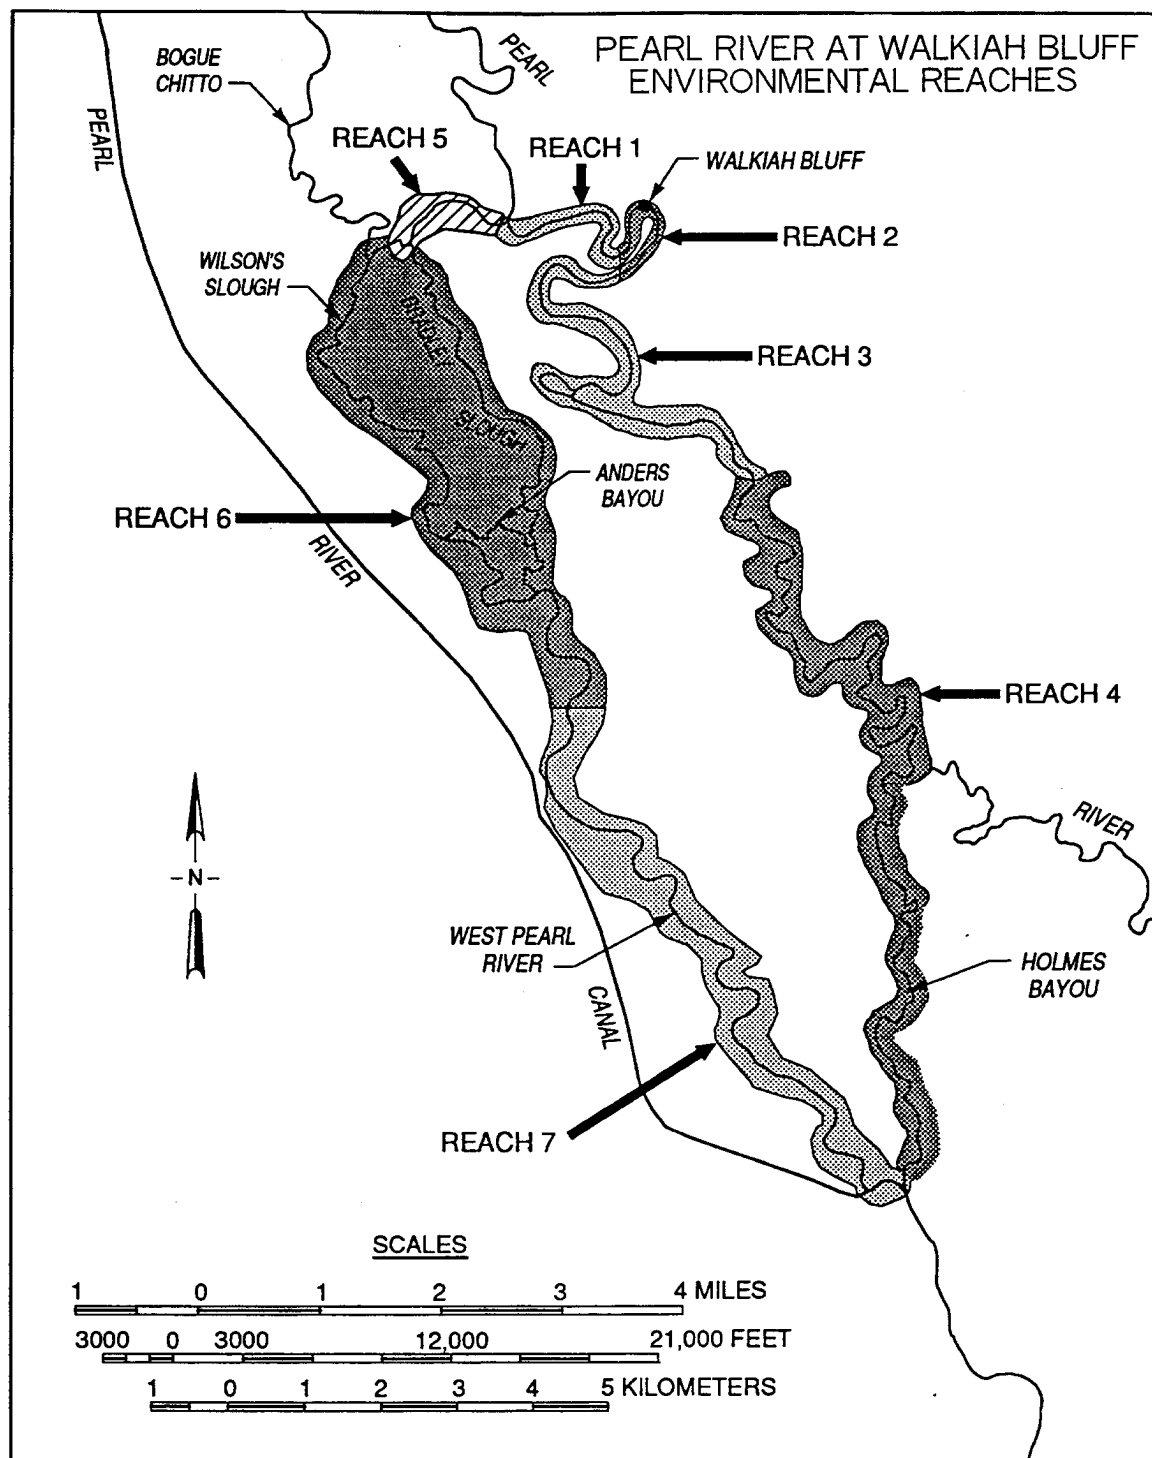 PEARL RIVER AT WALKIAH BLUFF
ENVIRONMENTAL REACHES
BOGUE
CHITTO
PEARL
PEARL
REACH 5
REACH 1
WALKIAH BLUFF
REACH 2
WILSON'S
SLOUGH
BRADLEY
SLOUGH
REACH 3
ANDERS
BAYOU
REACH 6
RIVER
REACH 4
RIVER
- N -
WEST PEARL
RIVER
HOLMES
BAYOU
CANAL
REACH 7
SCALES
1 0 1 2 3 4 MILES
3000 0 3000 12,000 21,000 FEET
1 0 1 2 3 4 5 KILOMETERS